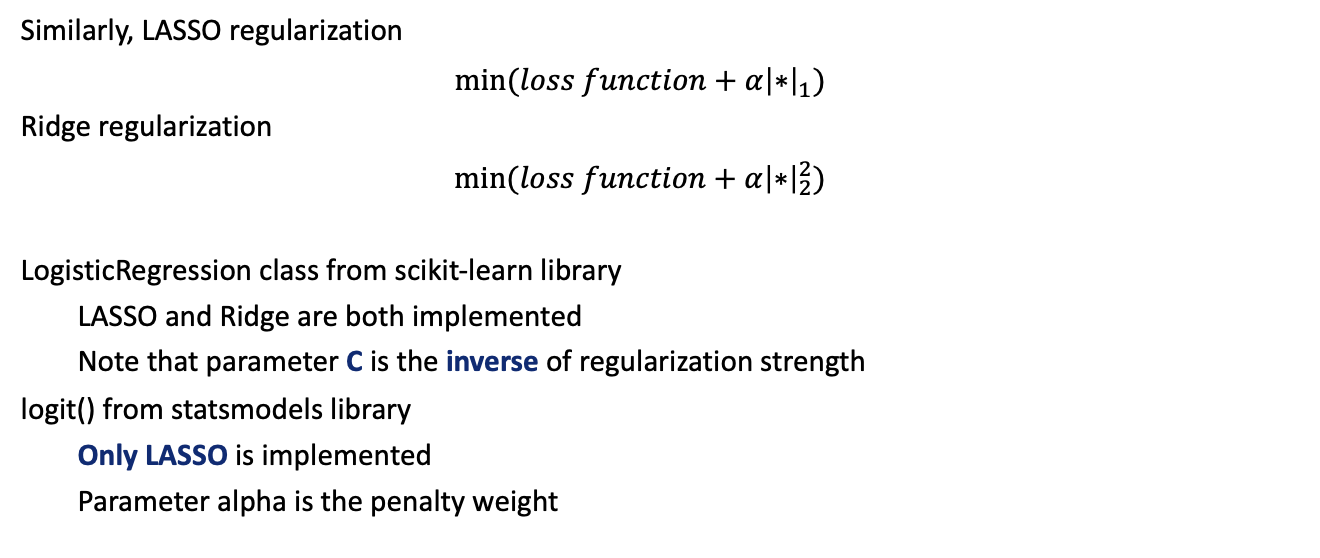 Similarly, LASSO regularization
min(loss function + α|*|₁)
Ridge regularization
min(loss function + α|*|₂²)
LogisticRegression class from scikit-learn library
LASSO and Ridge are both implemented
Note that parameter C is the inverse of regularization strength
logit() from statsmodels library
Only LASSO is implemented
Parameter alpha is the penalty weight